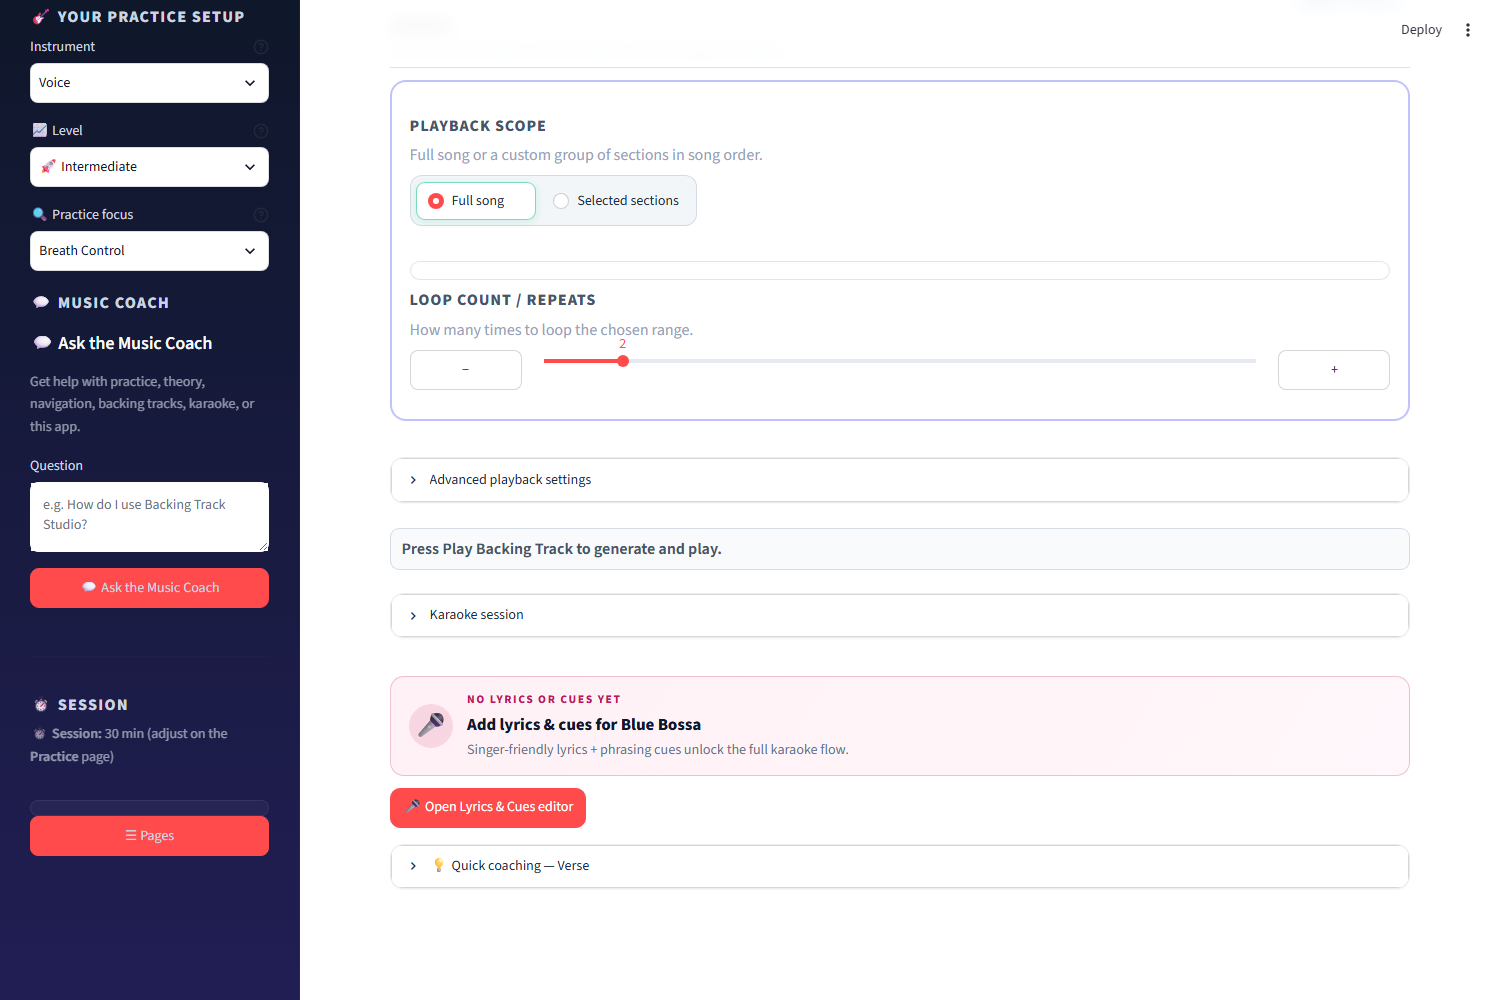 YOUR PRACTICE SETUP
Instrument
Voice
Level
Intermediate
Practice focus
Breath Control
MUSIC COACH
Ask the Music Coach
Get help with practice, theory,
navigation, backing tracks, karaoke, or
this app.
Question
e.g. How do I use Backing Track
Studio?
Ask the Music Coach
SESSION
Session: 30 min (adjust on the
Practice page)
☰ Pages
Deploy
PLAYBACK SCOPE
Full song or a custom group of sections in song order.
Full song
Selected sections
LOOP COUNT / REPEATS
How many times to loop the chosen range.
2
−
+
Advanced playback settings
Press Play Backing Track to generate and play.
Karaoke session
NO LYRICS OR CUES YET
Add lyrics & cues for Blue Bossa
Singer-friendly lyrics + phrasing cues unlock the full karaoke flow.
Open Lyrics & Cues editor
Quick coaching — Verse